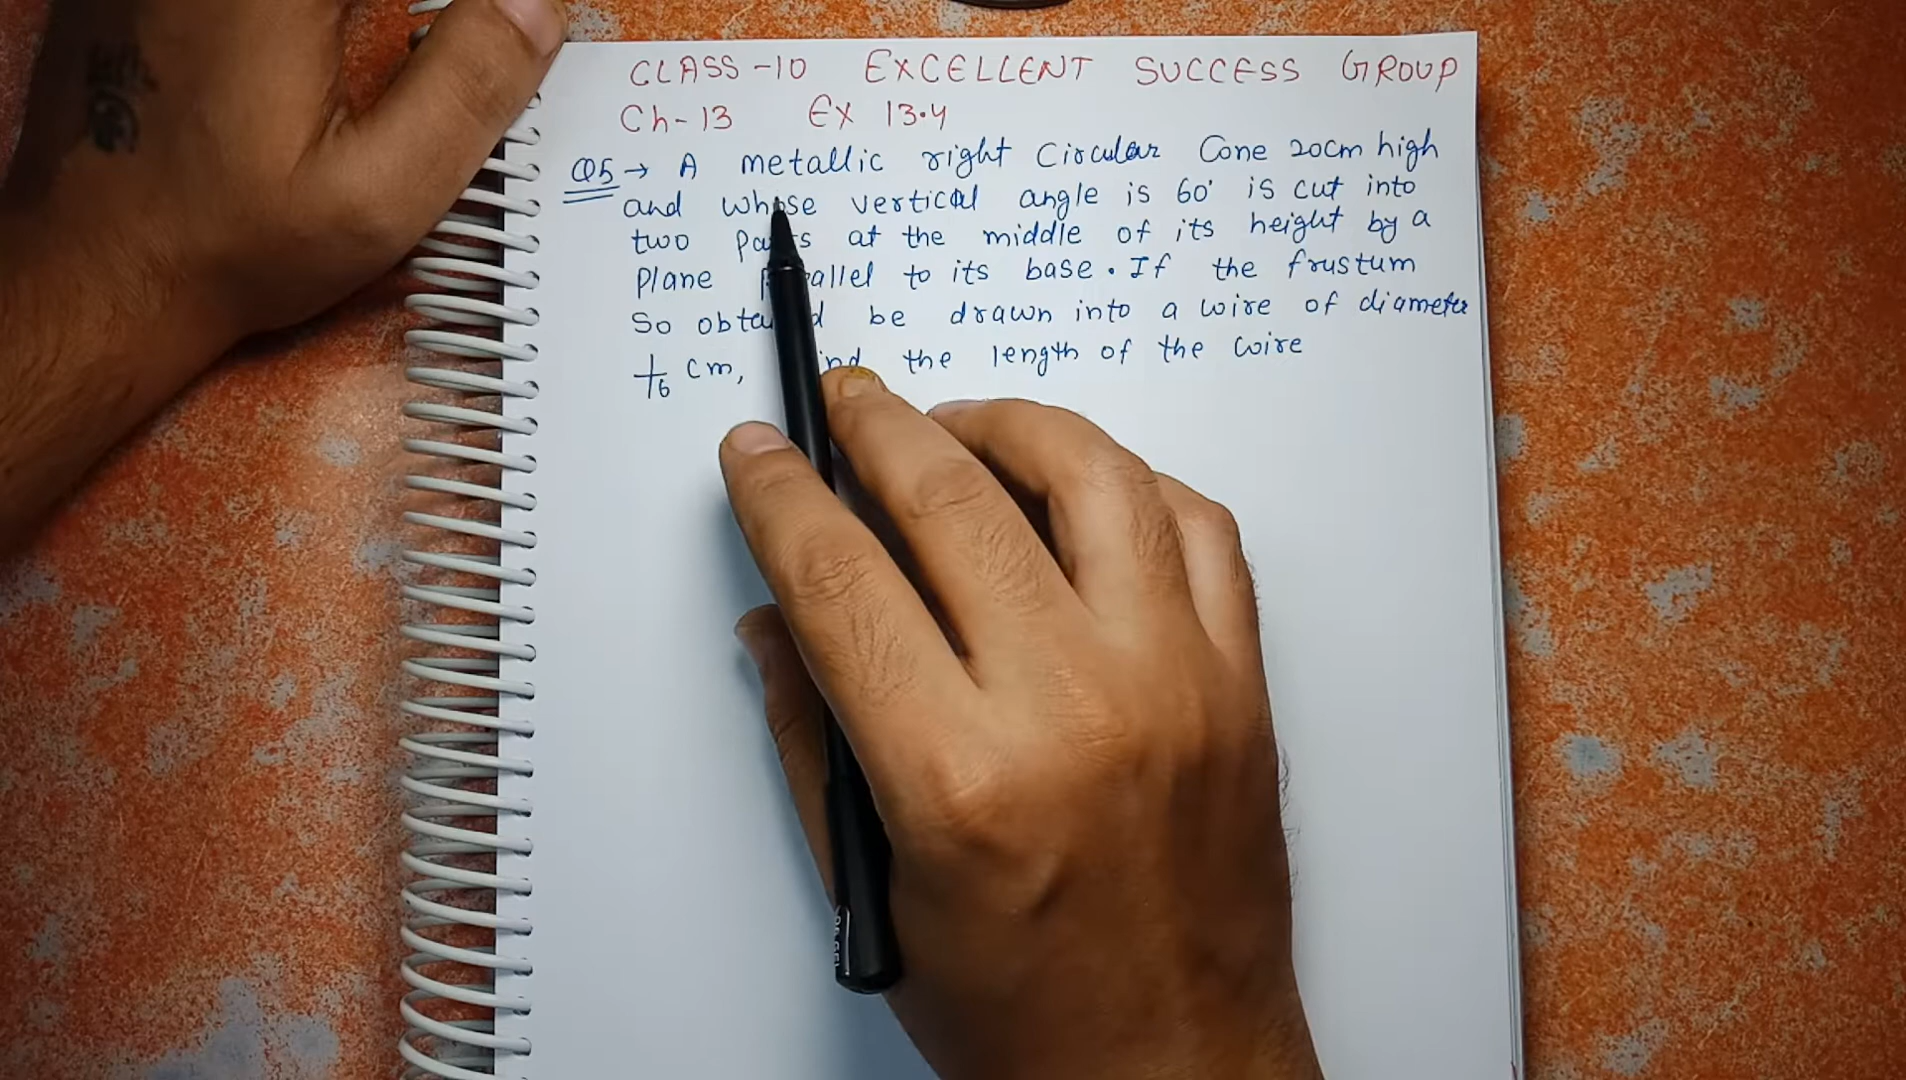 CLASS-10 EXCELLENT SUCCESS GROUP
Ch-13 EX 13.4
Q5→ A metallic right Circular Cone 20cm high
and whose vertical angle is 60° is cut into
two parts at the middle of its height by a
Plane parallel to its base. If the frustum
So obtained be drawn into a wire of diameter
1/16 cm, find the length of the wire